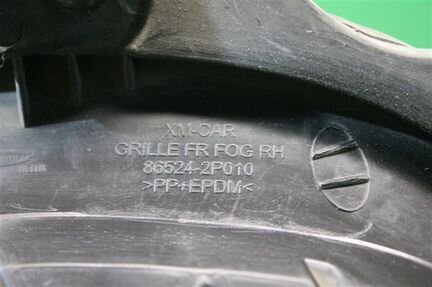 XM-CAR
GRILLE FR FOG RH
86524-2P010
>PP+EPDM<